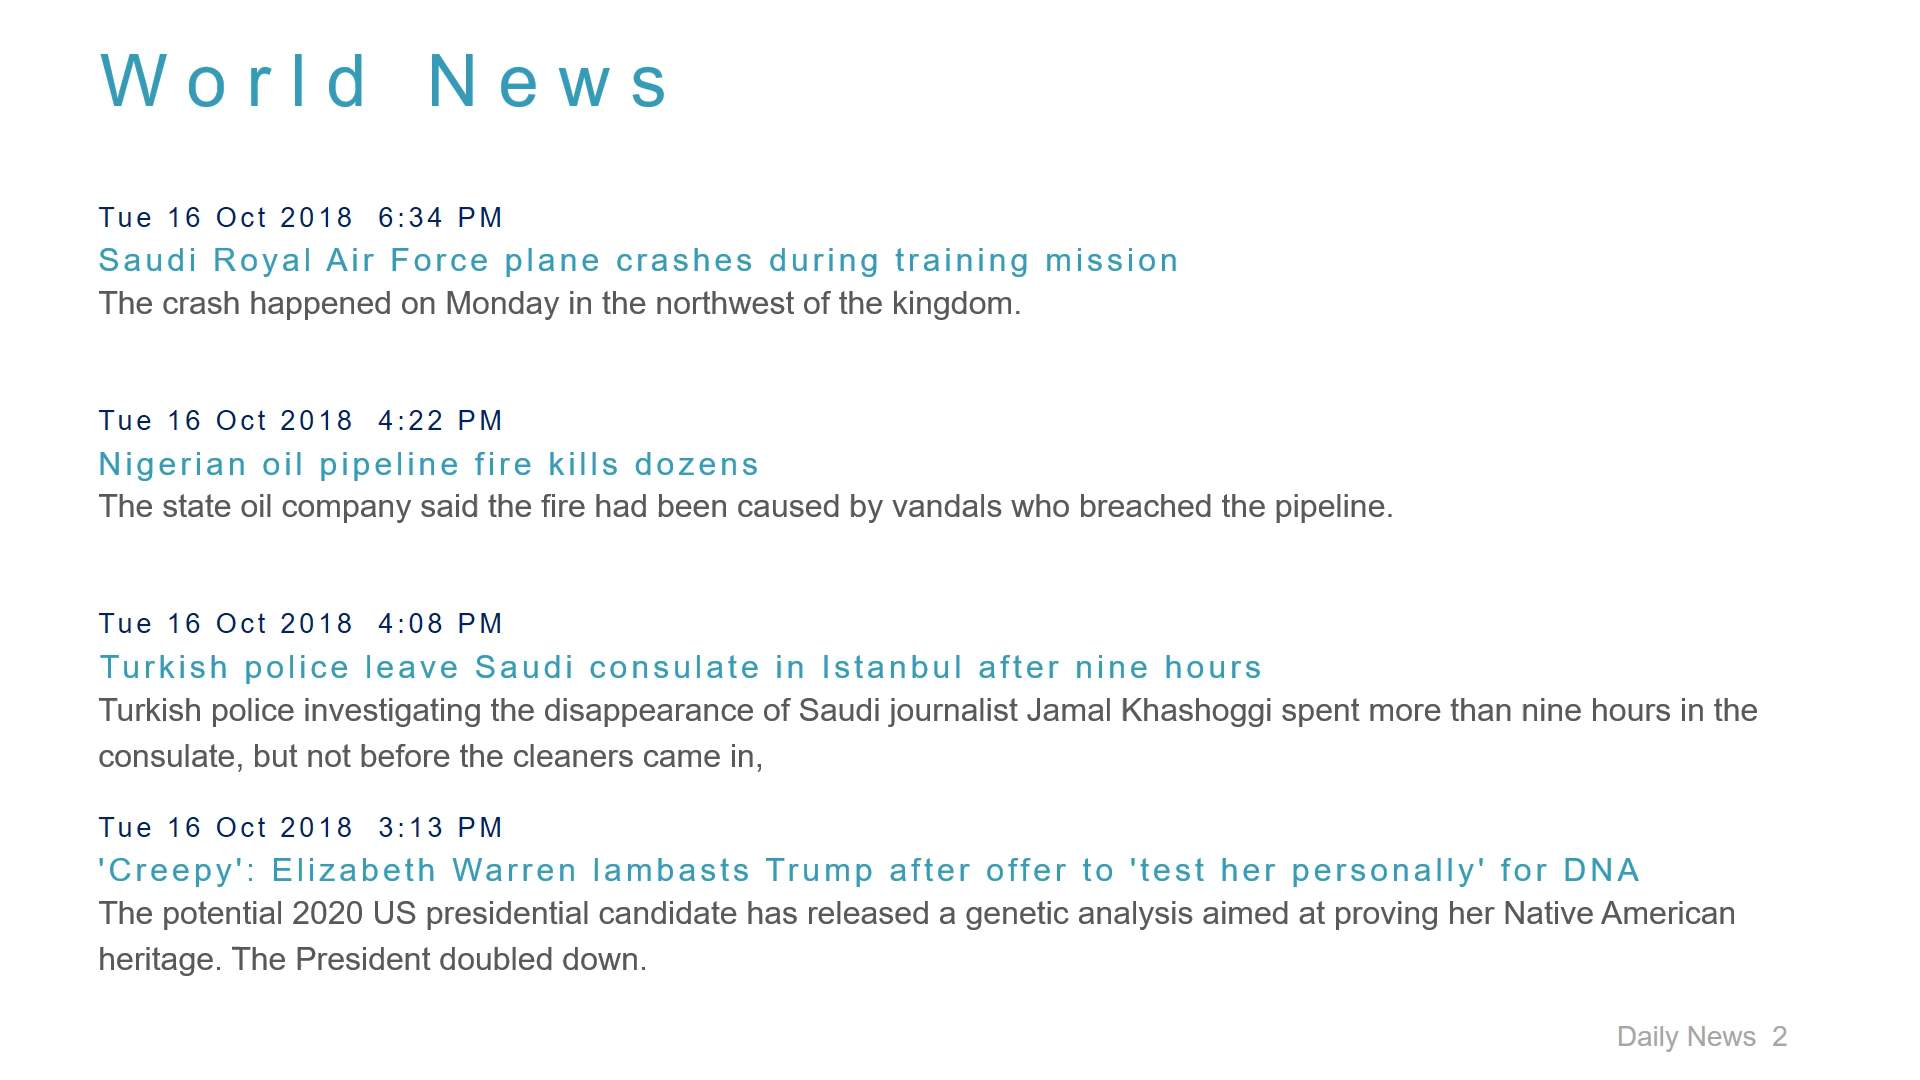 World News
Tue 16 Oct 2018 6:34 PM
Saudi Royal Air Force plane crashes during training mission
The crash happened on Monday in the northwest of the kingdom.
Tue 16 Oct 2018 4:22 PM
Nigerian oil pipeline fire kills dozens
The state oil company said the fire had been caused by vandals who breached the pipeline.
Tue 16 Oct 2018 4:08 PM
Turkish police leave Saudi consulate in Istanbul after nine hours
Turkish police investigating the disappearance of Saudi journalist Jamal Khashoggi spent more than nine hours in the
consulate, but not before the cleaners came in,
Tue 16 Oct 2018 3:13 PM
'Creepy': Elizabeth Warren lambasts Trump after offer to 'test her personally' for DNA
The potential 2020 US presidential candidate has released a genetic analysis aimed at proving her Native American
heritage. The President doubled down.
Daily News 2